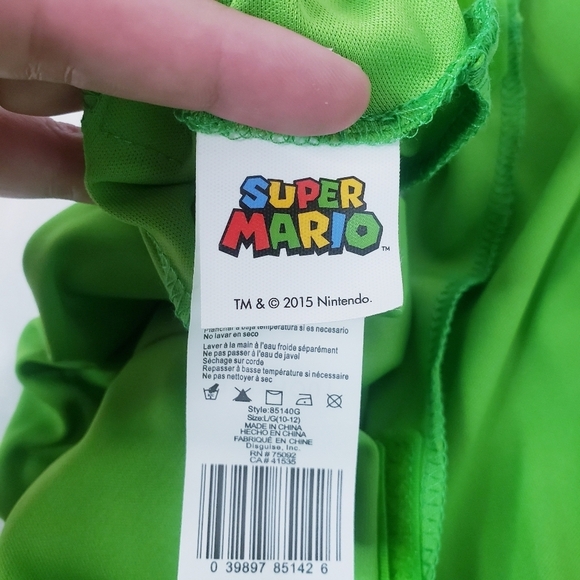 SUPER
MARIO™
TM & © 2015 Nintendo.
Planchar a baja temperatura si es necesario
No lavar en seco
Laver à la main à l'eau froide séparément
Ne pas passer à l'eau de javel
Séchage sur corde
Repasser à basse température si nécessaire
Ne pas nettoyer à sec
Style:85140G
Size:L/G(10-12)
MADE IN CHINA
HECHO EN CHINA
FABRIQUÉ EN CHINE
Disguise, Inc.
RN # 75092
CA # 41535
0 39897 85142 6